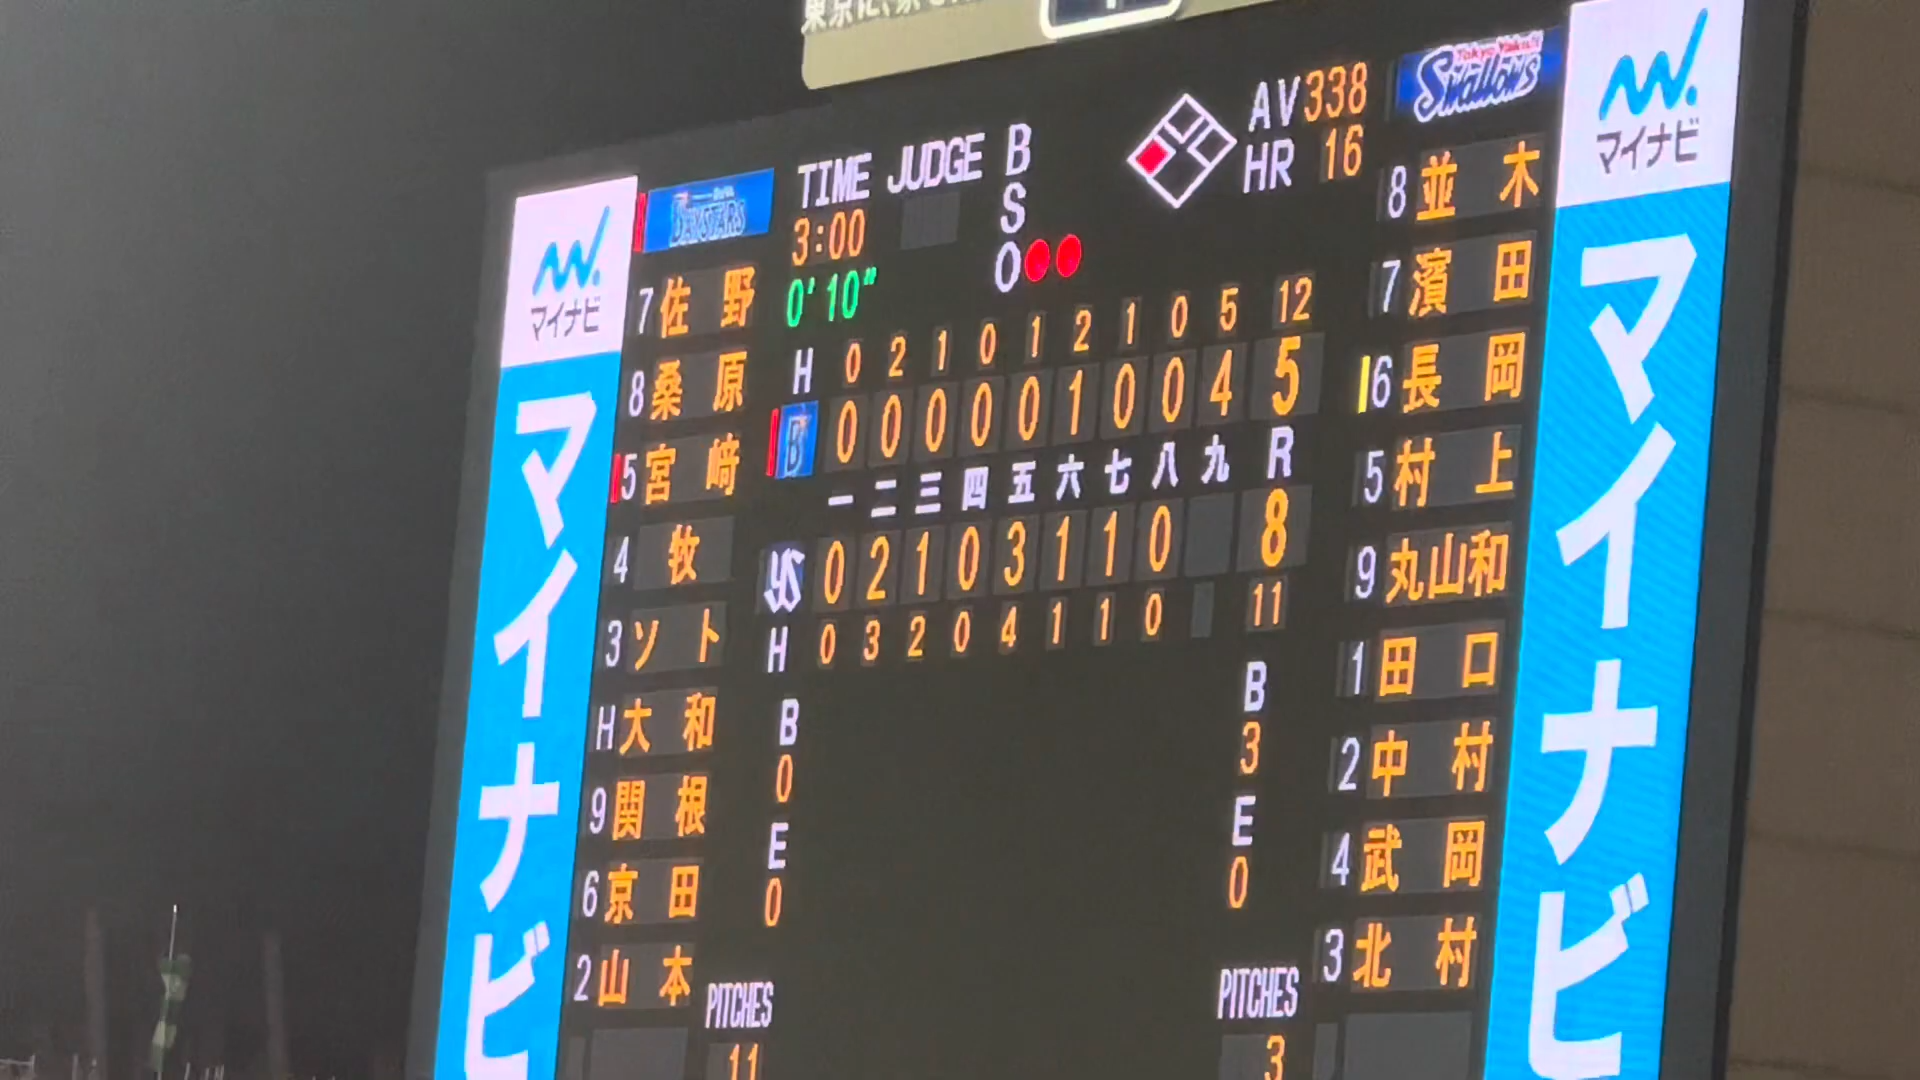 マイナビ
マイナビ
BAYSTARS
7 佐野
8 桑原
5 宮﨑
4 牧
3 ソト
H 大和
9 関根
6 京田
2 山本
TIME JUDGE
3:00
0'10"
B
S
O
AV 338
HR 16
H 0 2 1 0 1 2 1 0 5 12
B 0 0 0 0 0 1 0 0 4 5
一 二 三 四 五 六 七 八 九 R
YS 0 2 1 0 3 1 1 0 8
H 0 3 2 0 4 1 1 0 11
B 0
E 0
B 3
E 0
PITCHES 11
PITCHES 3
Tokyo Yakult
Swallows
8 並木
7 濱田
6 長岡
5 村上
9 丸山和
1 田口
2 中村
4 武岡
3 北村
マイナビ
マイナビ